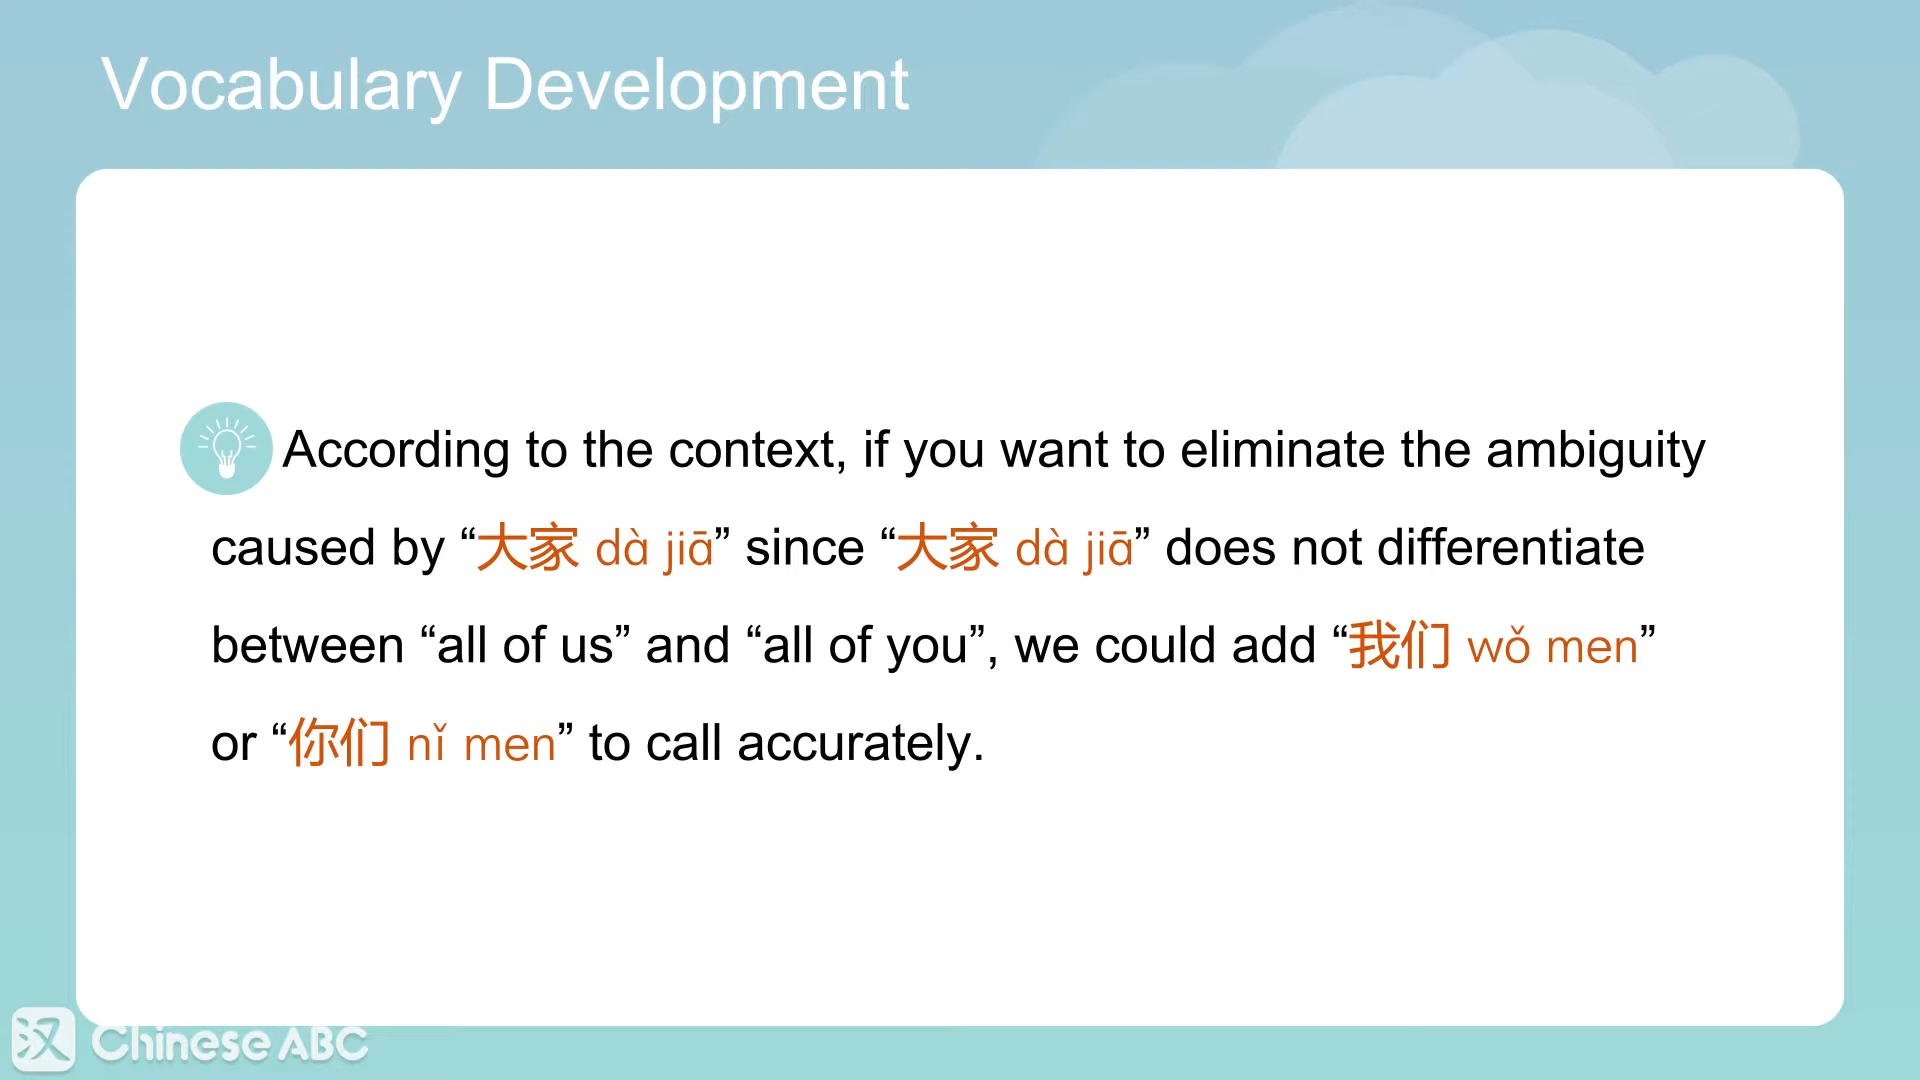 Vocabulary Development
According to the context, if you want to eliminate the ambiguity
caused by “大家 dà jiā” since “大家 dà jiā” does not differentiate
between “all of us” and “all of you”, we could add “我们 wǒ men”
or “你们 nǐ men” to call accurately.
汉 Chinese ABC